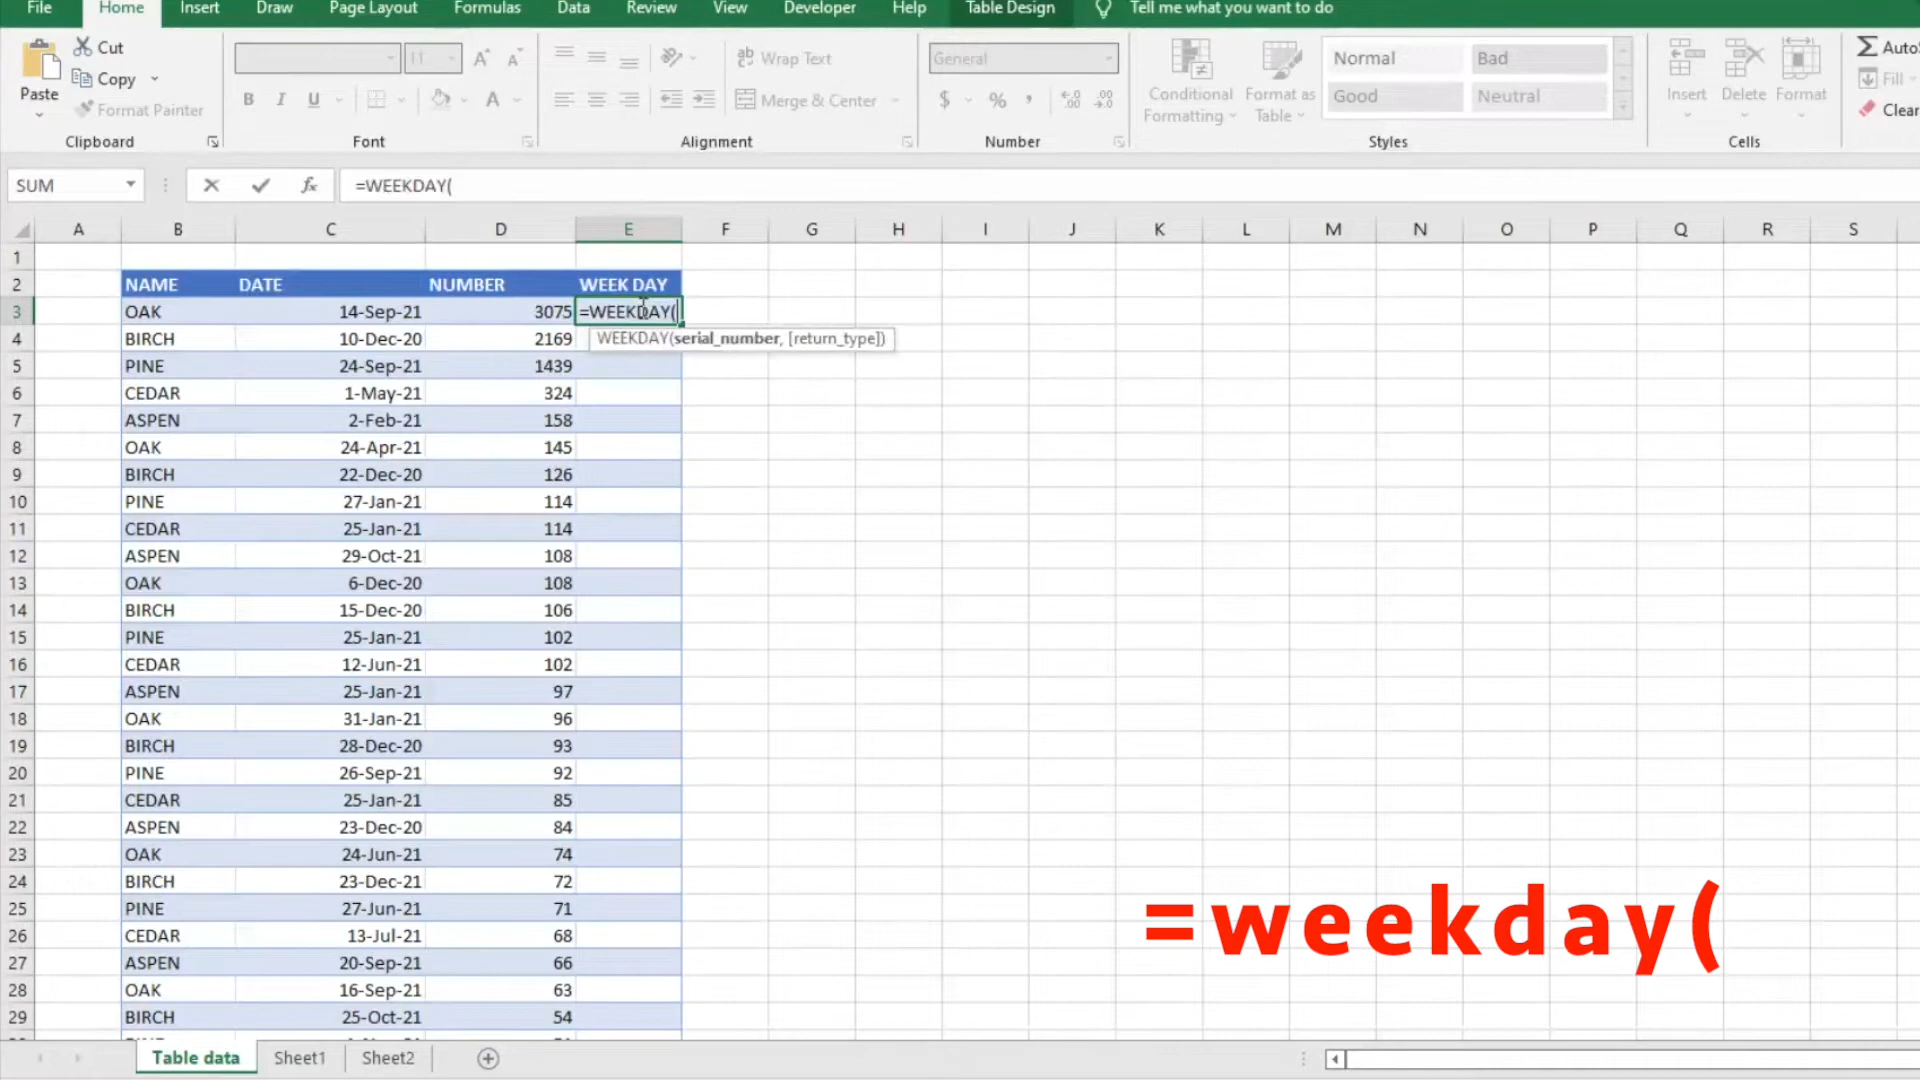 File Home Insert Draw Page Layout Formulas Data Review View Developer Help Table Design Tell me what you want to do
Paste Cut Copy Format Painter Clipboard
11 B I U A A A Font
ab Wrap Text Merge & Center Alignment
General $ % , Number
Conditional Formatting Format as Table Normal Bad Good Neutral Styles
Insert Delete Format Cells
Fill Clear
SUM fx =WEEKDAY(
A B C D E F G H I J K L M N O P Q R S
1
2 NAME DATE NUMBER WEEK DAY
3 OAK 14-Sep-21 3075 =WEEKDAY(
WEEKDAY(serial_number, [return_type])
4 BIRCH 10-Dec-20 2169
5 PINE 24-Sep-21 1439
6 CEDAR 1-May-21 324
7 ASPEN 2-Feb-21 158
8 OAK 24-Apr-21 145
9 BIRCH 22-Dec-20 126
10 PINE 27-Jan-21 114
11 CEDAR 25-Jan-21 114
12 ASPEN 29-Oct-21 108
13 OAK 6-Dec-20 108
14 BIRCH 15-Dec-20 106
15 PINE 25-Jan-21 102
16 CEDAR 12-Jun-21 102
17 ASPEN 25-Jan-21 97
18 OAK 31-Jan-21 96
19 BIRCH 28-Dec-20 93
20 PINE 26-Sep-21 92
21 CEDAR 25-Jan-21 85
22 ASPEN 23-Dec-20 84
23 OAK 24-Jun-21 74
24 BIRCH 23-Dec-21 72
25 PINE 27-Jun-21 71
26 CEDAR 13-Jul-21 68
27 ASPEN 20-Sep-21 66
28 OAK 16-Sep-21 63
29 BIRCH 25-Oct-21 54
=weekday(
Table data Sheet1 Sheet2